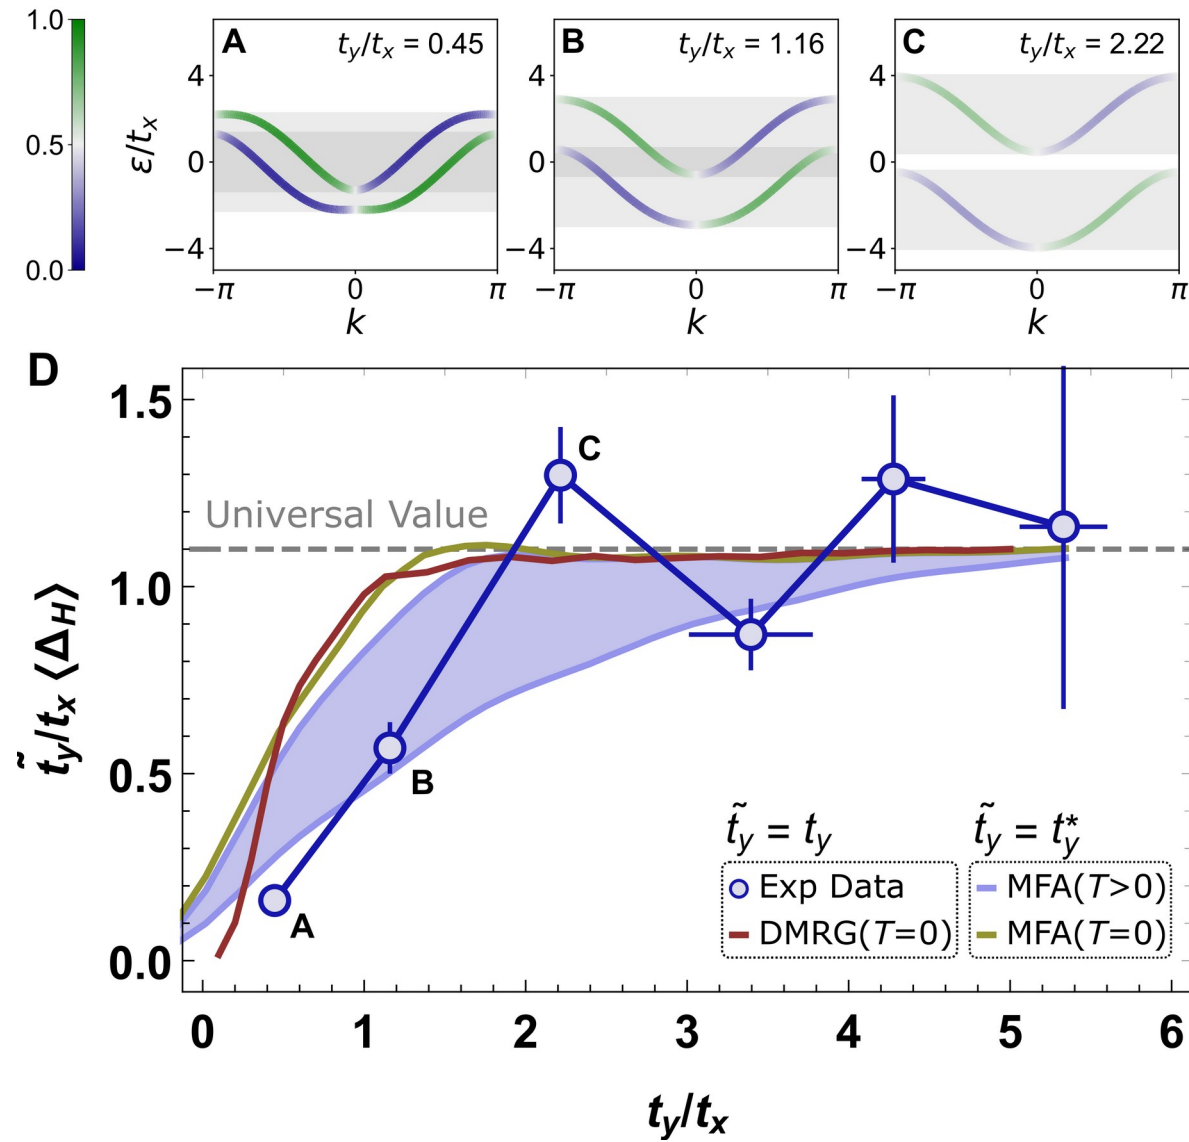 1.0
0.5
0.0
ε/tₓ
A
t_y/t_x = 0.45
4
0
−4
−π
0
π
k
B
t_y/t_x = 1.16
4
0
−4
−π
0
π
k
C
t_y/t_x = 2.22
4
0
−4
−π
0
π
k
D
t̃_y/t_x ⟨Δ_H⟩
1.5
1.0
0.5
0.0
Universal Value
C
B
A
t̃_y = t_y
Exp Data
DMRG(T=0)
t̃_y = t_y^*
MFA(T>0)
MFA(T=0)
0 1 2 3 4 5 6
t_y/t_x